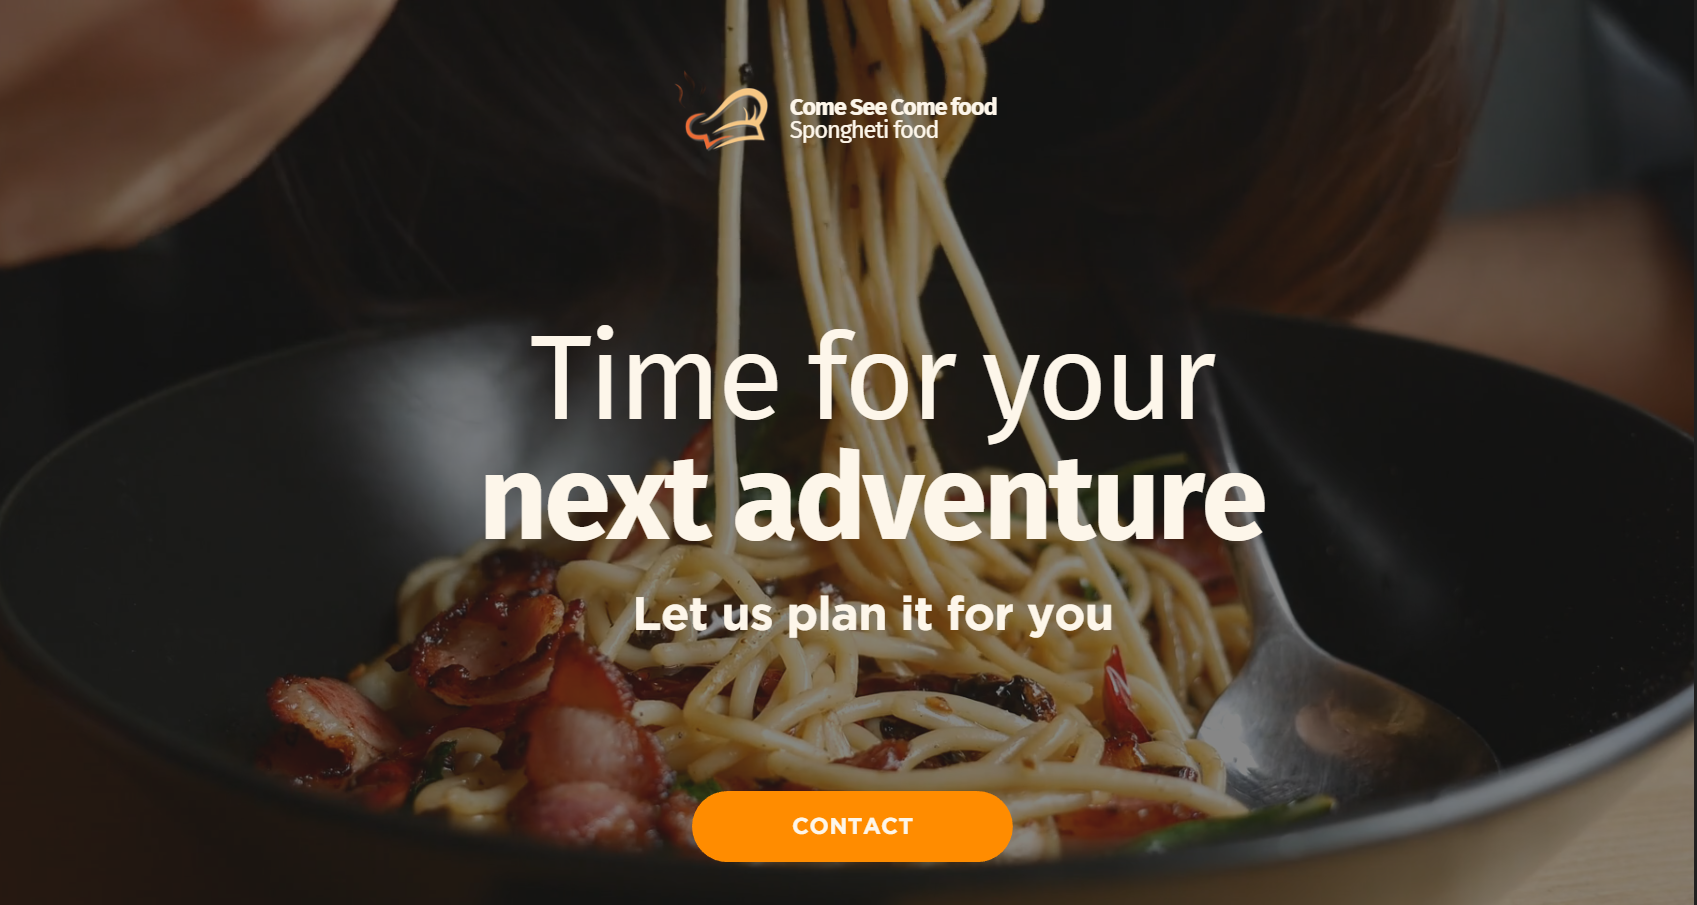 Come See Come food
Spongheti food
Time for your
next adventure
Let us plan it for you
CONTACT